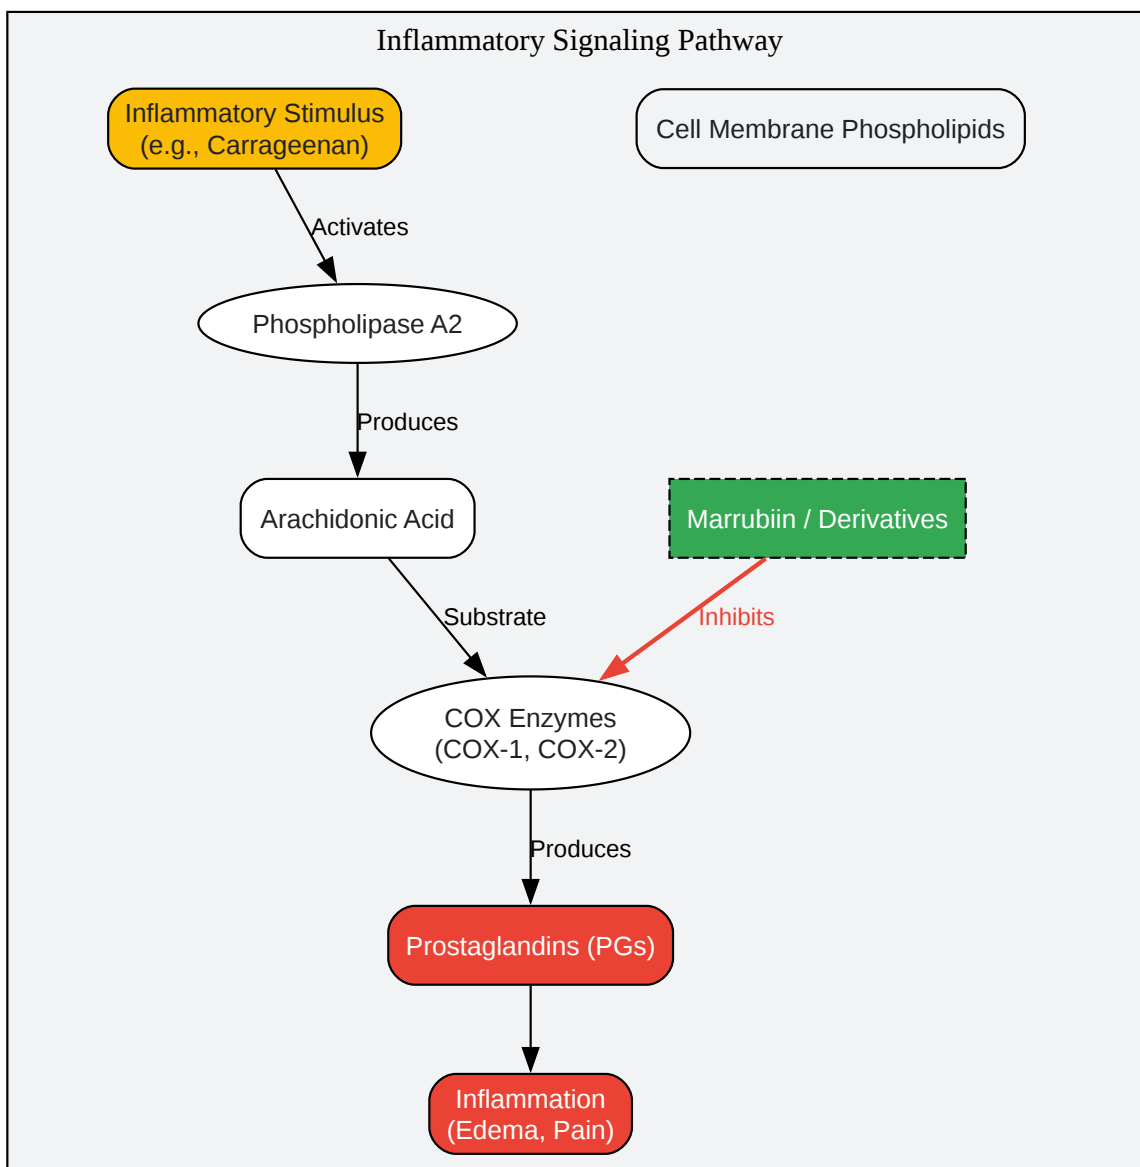 Inflammatory Signaling Pathway
Inflammatory Stimulus
(e.g., Carrageenan)
Cell Membrane Phospholipids
Activates
Phospholipase A2
Produces
Arachidonic Acid
Marrubiin / Derivatives
Substrate
Inhibits
COX Enzymes
(COX-1, COX-2)
Produces
Prostaglandins (PGs)
Inflammation
(Edema, Pain)